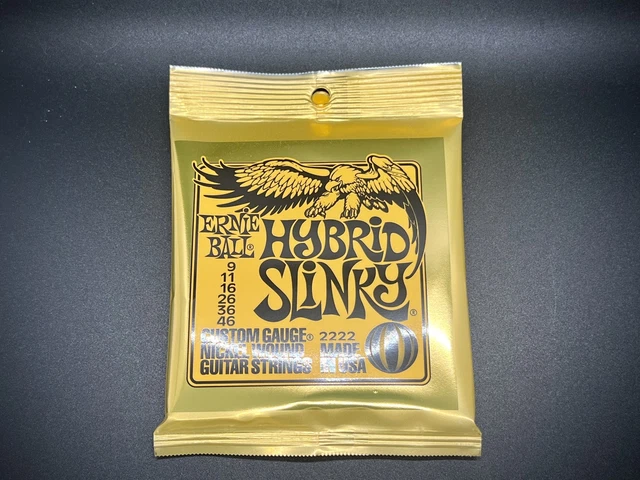 ERNIE
BALL®
HYBRID
SLINKY®
9
11
16
26
36
46
CUSTOM GAUGE® 2222
NICKEL WOUND MADE
GUITAR STRINGS IN USA